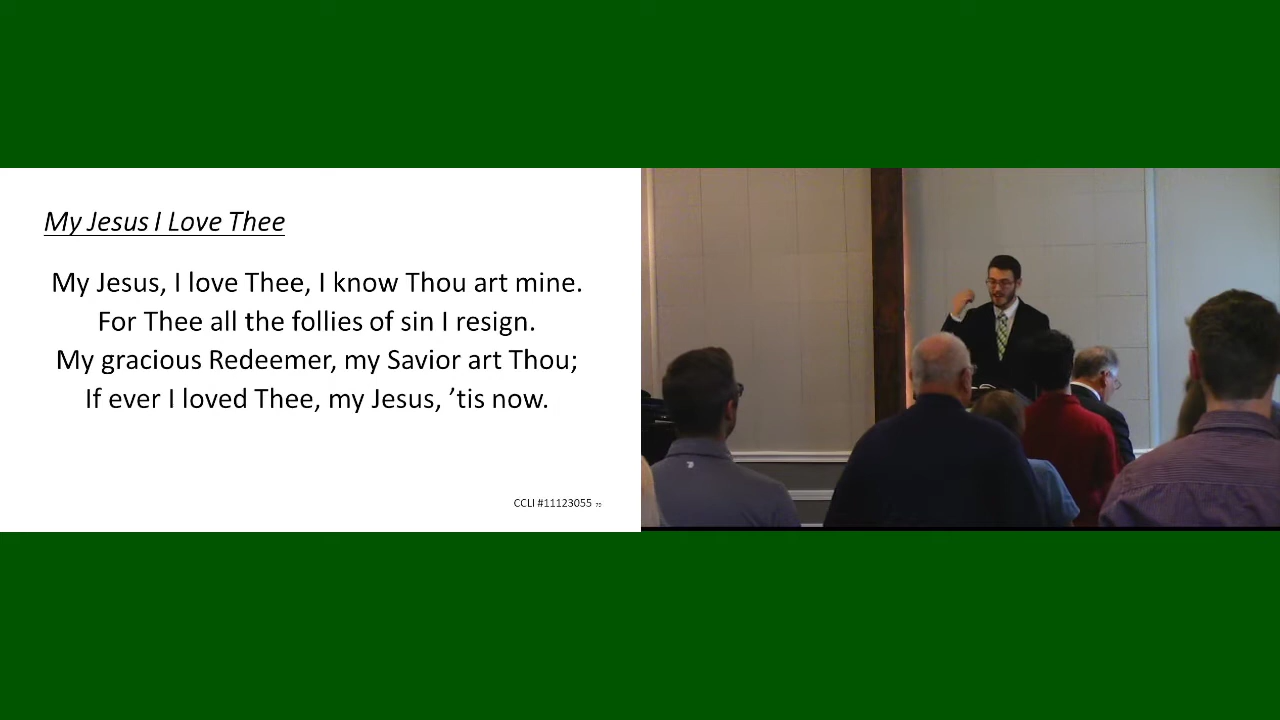 My Jesus I Love Thee
My Jesus, I love Thee, I know Thou art mine.
For Thee all the follies of sin I resign.
My gracious Redeemer, my Savior art Thou;
If ever I loved Thee, my Jesus, ’tis now.
CCLI #11123055